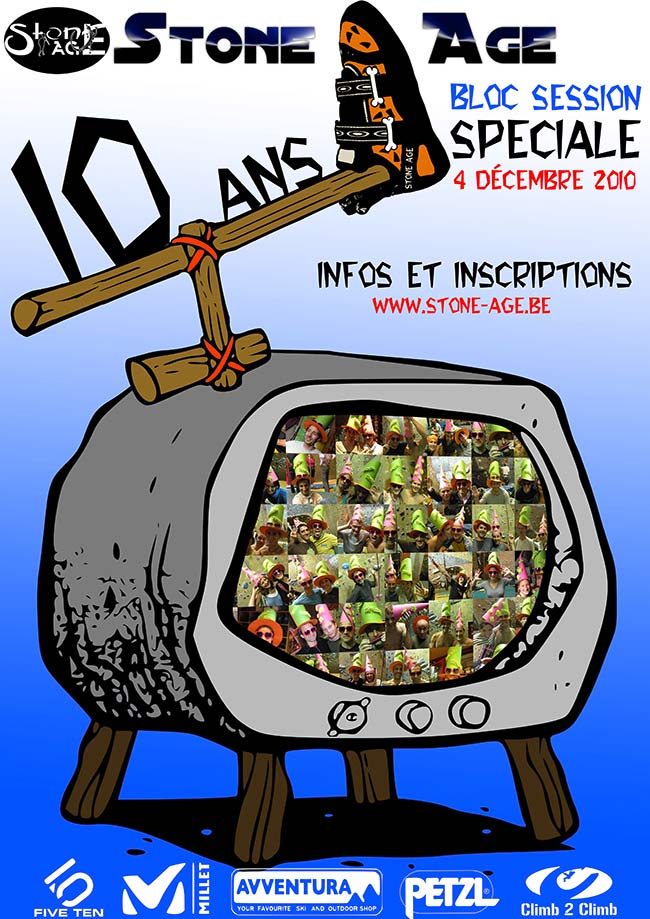 Stone AGE
STONE AGE
10 ANS
STONE AGE
BLOC SESSION
SPECIALE
4 DÉCEMBRE 2010
INFOS ET INSCRIPTIONS
WWW.STONE-AGE.BE
FIVE TEN
MILLET
AVVENTURA
YOUR FAVOURITE SKI AND OUTDOOR SHOP
PETZL
Climb 2 Climb